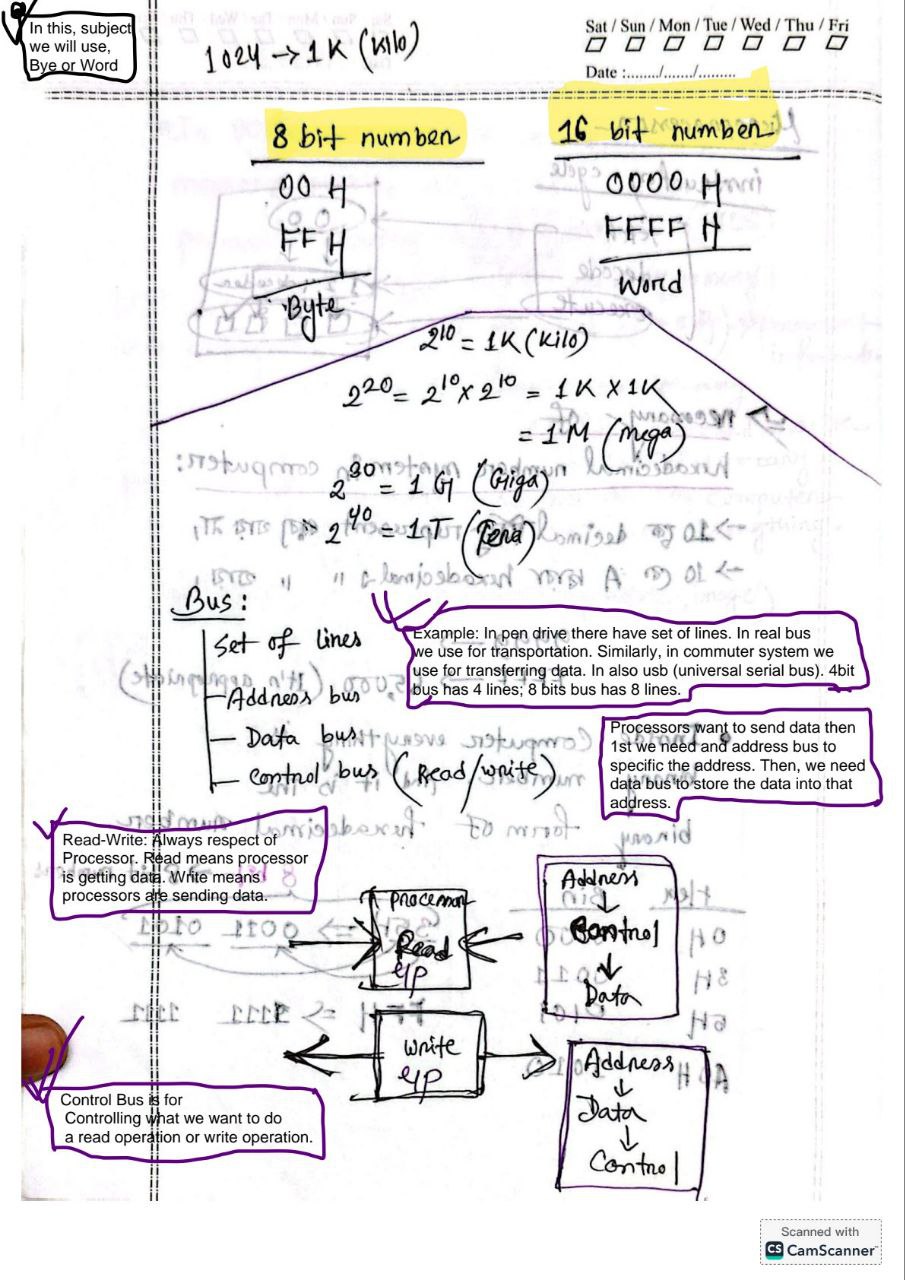 In this, subject
we will use,
Bye or Word
1024 → 1K (Kilo)
Sat / Sun / Mon / Tue / Wed / Thu / Fri
Date :......../......./.........
8 bit number
00 H
FF H
Byte
16 bit number
0000 H
FFFF H
Word
2^10 = 1K (Kilo)
2^20 = 2^10 x 2^10 = 1K X 1K
= 1M (Mega)
2^30 = 1 G (Giga)
2^40 = 1T (Tera)
Bus:
Set of lines
Address bus
Data bus
Control bus (Read/write)
Example: In pen drive there have set of lines. In real bus
we use for transportation. Similarly, in commuter system we
use for transferring data. In also usb (universal serial bus). 4bit
bus has 4 lines; 8 bits bus has 8 lines.
Processors want to send data then
1st we need and address bus to
specific the address. Then, we need
data bus to store the data into that
address.
Read-Write: Always respect of
Processor. Read means processor
is getting data. Write means
processors are sending data.
Processor
Read
Address
↓
Control
↓
Data
Write
Address
↓
Data
↓
Control
Control Bus is for
Controlling what we want to do
a read operation or write operation.
Scanned with
CS CamScanner